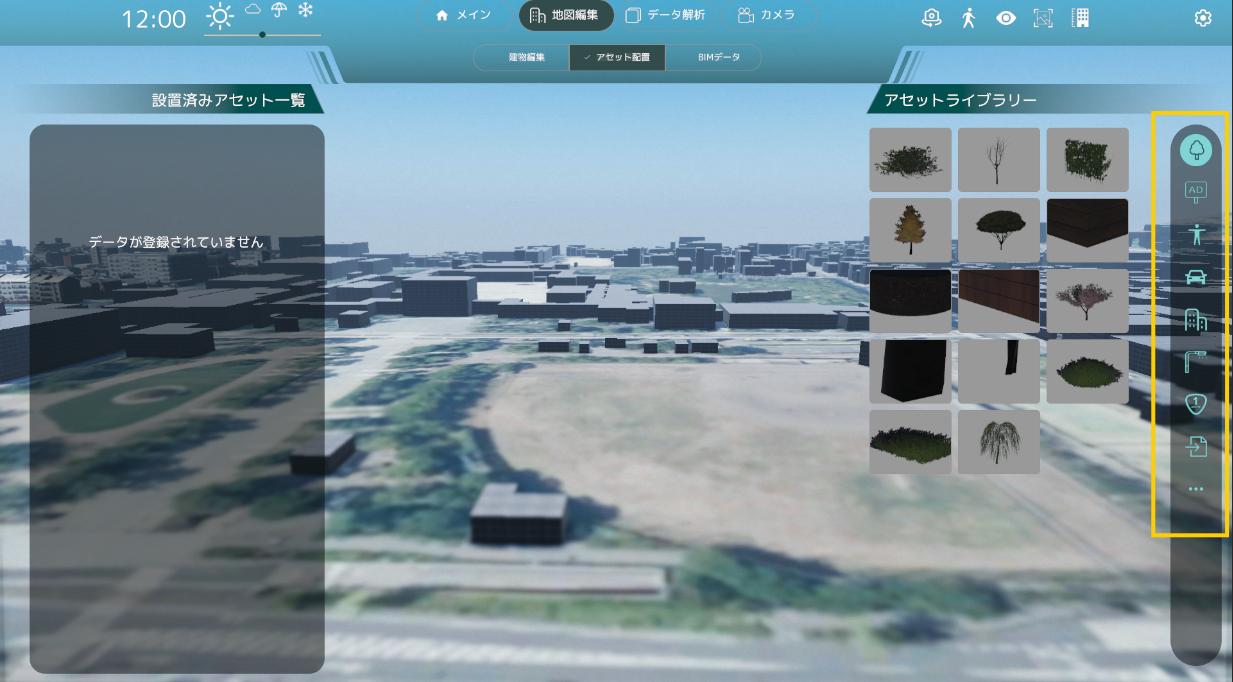 12:00
メイン
地図編集
データ解析
カメラ
建物編集
アセット配置
BIMデータ
設置済みアセット一覧
アセットライブラリー
データが登録されていません
AD
1